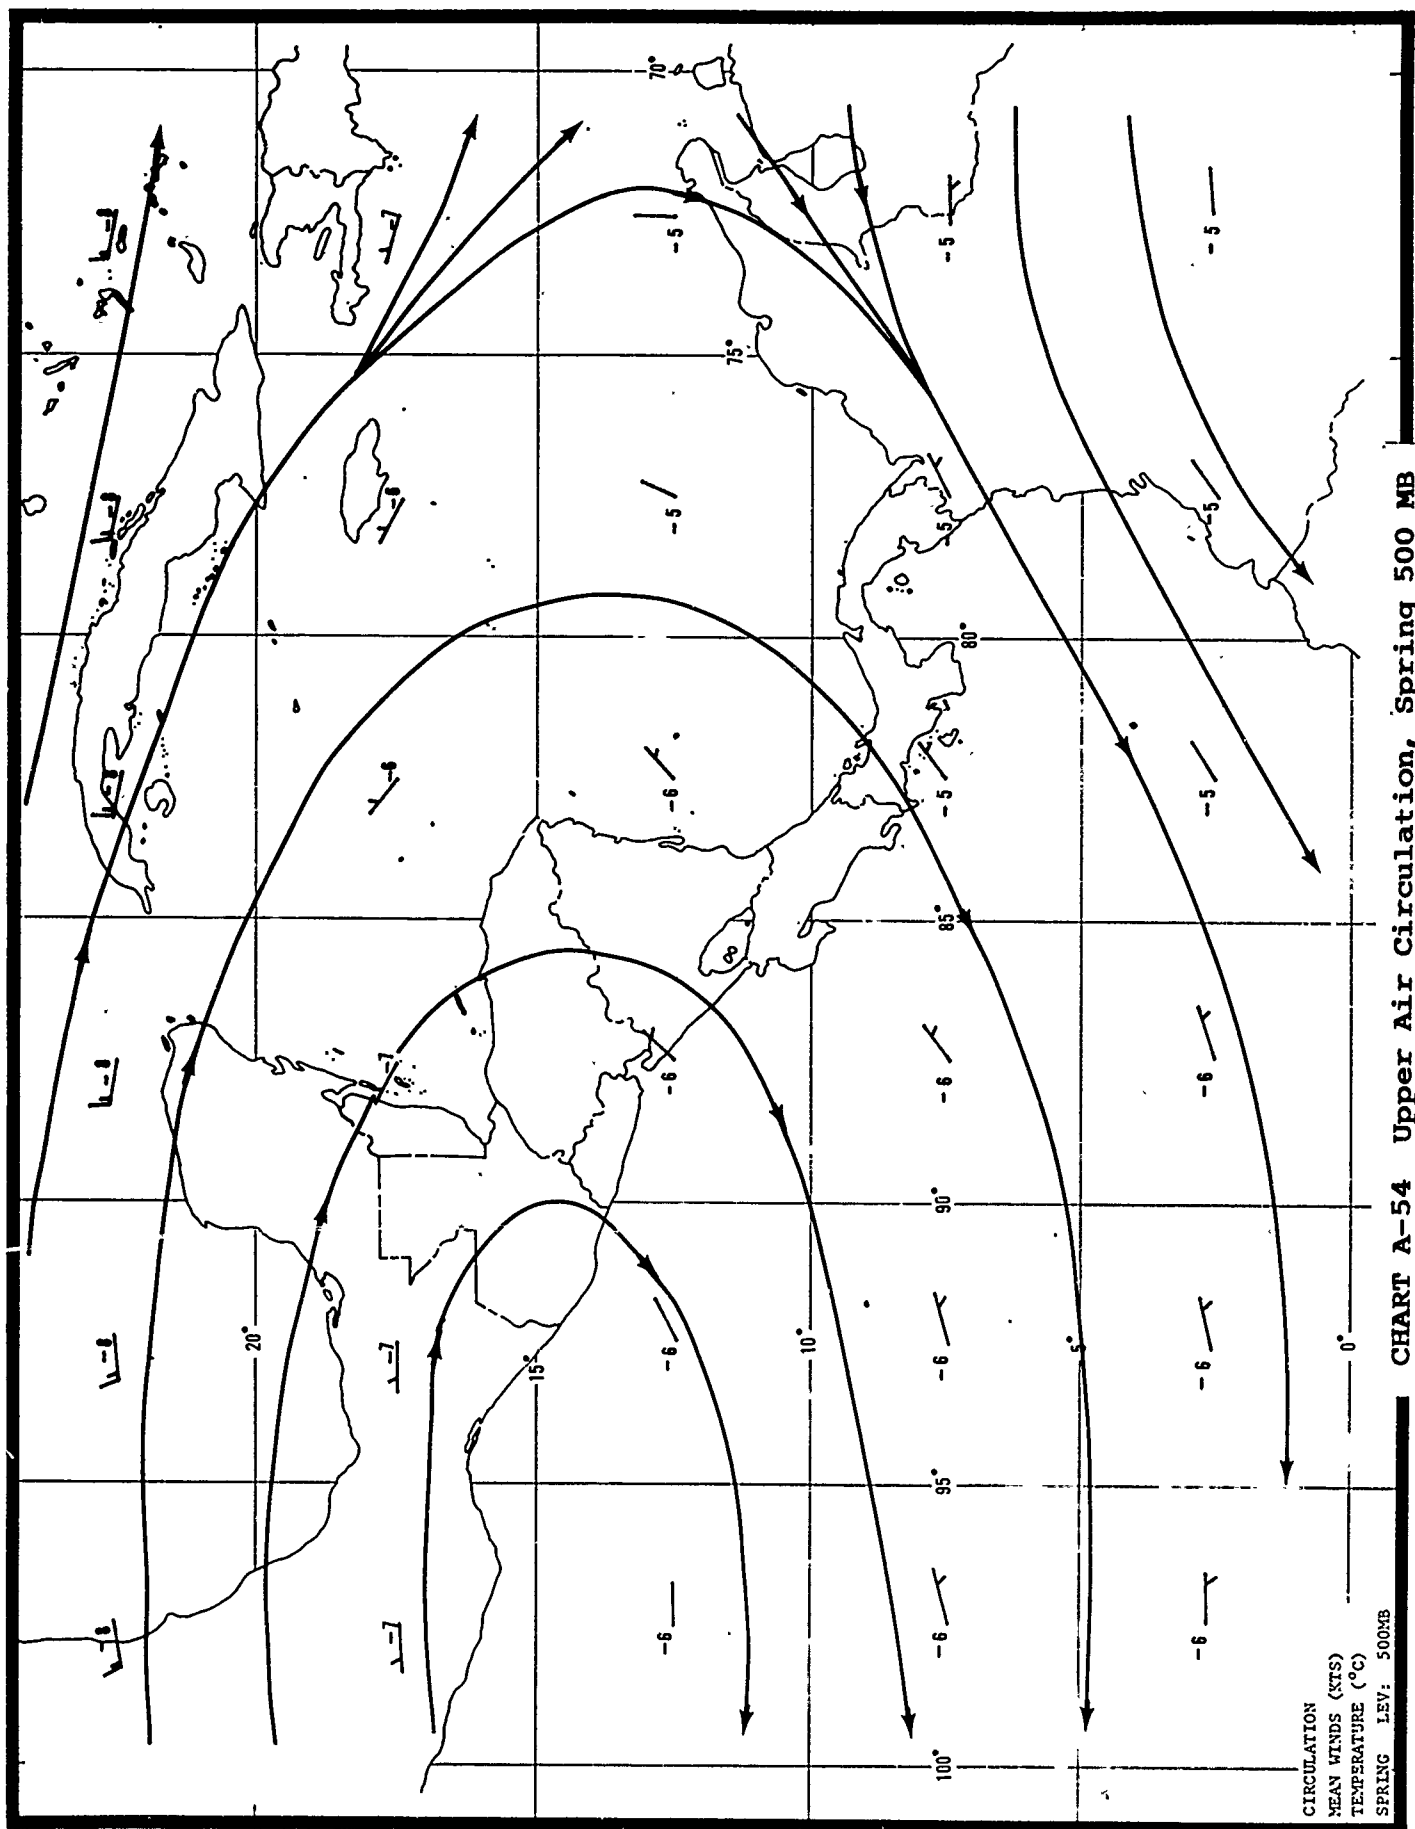 -8 -8 -8 -8 -8 -8
20°
-7 -7 -7 -6 -6 -7
15°
70°
-6 -6 -6 -6 -5 -5
75°
10°
-6 -6 -6 -5 -5 -5
100° 95° 90° 85° 80°
5°
-6 -6 -6 -5 -5 -5
0°
CIRCULATION
MEAN WINDS (KTS)
TEMPERATURE (°C)
SPRING LEV: 500MB
CHART A-54 Upper Air Circulation, Spring 500 MB